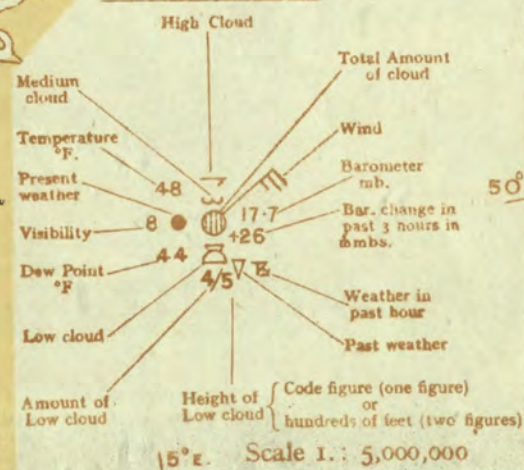 High Cloud
Total Amount
of cloud
Medium
cloud
Wind
Temperature
°F.
Barometer
mb.
48
Present
weather
50°
17·7
Bar. change in
past 3 hours in
mbs.
Visibility
8
+26
Dew Point
°F
44
4/5
Weather in
past hour
Low cloud
Past weather
Amount of
Low cloud
Height of
Low cloud
Code figure (one figure)
or
hundreds of feet (two figures)
15°E.
Scale 1.: 5,000,000